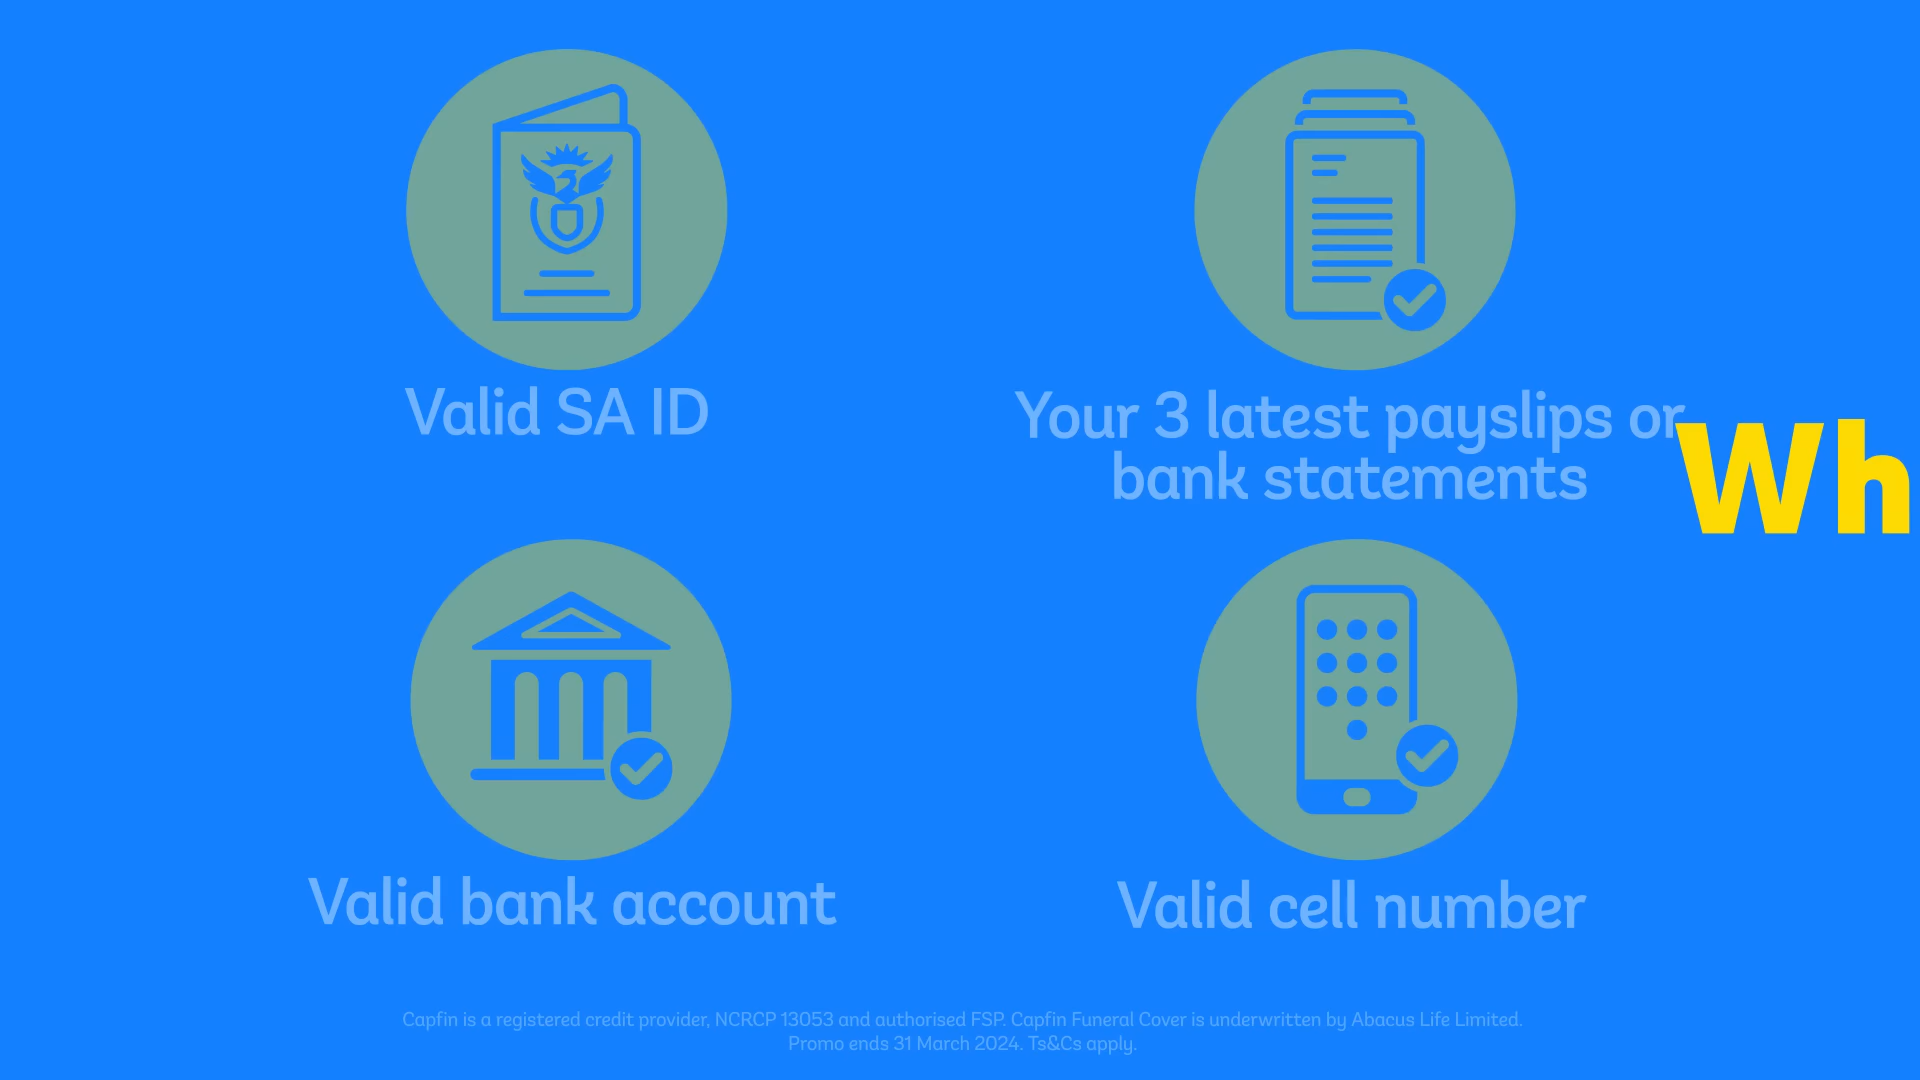 Valid SA ID
Your 3 latest payslips or
bank statements
Wh
Valid bank account
Valid cell number
Capfin is a registered credit provider, NCRCP 13053 and authorised FSP. Capfin Funeral Cover is underwritten by Abacus Life Limited.
Promo ends 31 March 2024. Ts&Cs apply.